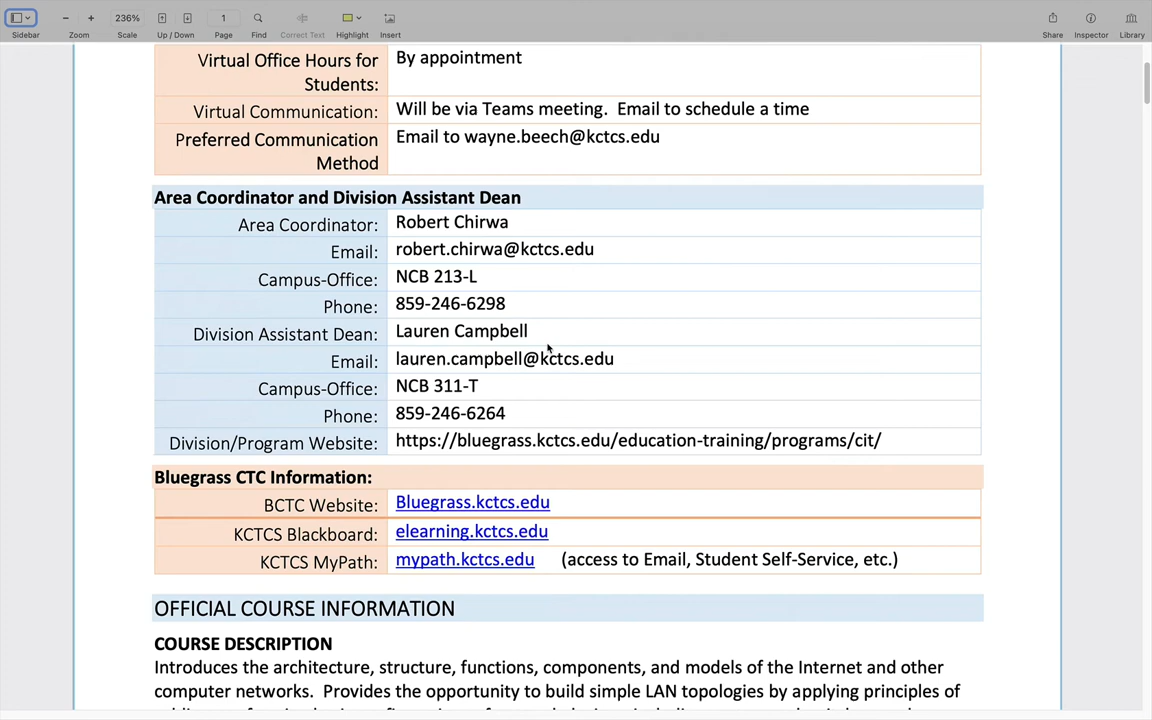 236%
1
Sidebar
Zoom
Scale
Up / Down
Page
Find
Correct Text
Highlight
Insert
Share
Inspector
Library
Virtual Office Hours for Students:
By appointment
Virtual Communication:
Will be via Teams meeting.  Email to schedule a time
Preferred Communication Method
Email to wayne.beech@kctcs.edu
Area Coordinator and Division Assistant Dean
Area Coordinator: Robert Chirwa
Email: robert.chirwa@kctcs.edu
Campus-Office: NCB 213-L
Phone: 859-246-6298
Division Assistant Dean: Lauren Campbell
Email: lauren.campbell@kctcs.edu
Campus-Office: NCB 311-T
Phone: 859-246-6264
Division/Program Website: https://bluegrass.kctcs.edu/education-training/programs/cit/
Bluegrass CTC Information:
BCTC Website: Bluegrass.kctcs.edu
KCTCS Blackboard: elearning.kctcs.edu
KCTCS MyPath: mypath.kctcs.edu (access to Email, Student Self-Service, etc.)
OFFICIAL COURSE INFORMATION
COURSE DESCRIPTION
Introduces the architecture, structure, functions, components, and models of the Internet and other
computer networks.  Provides the opportunity to build simple LAN topologies by applying principles of